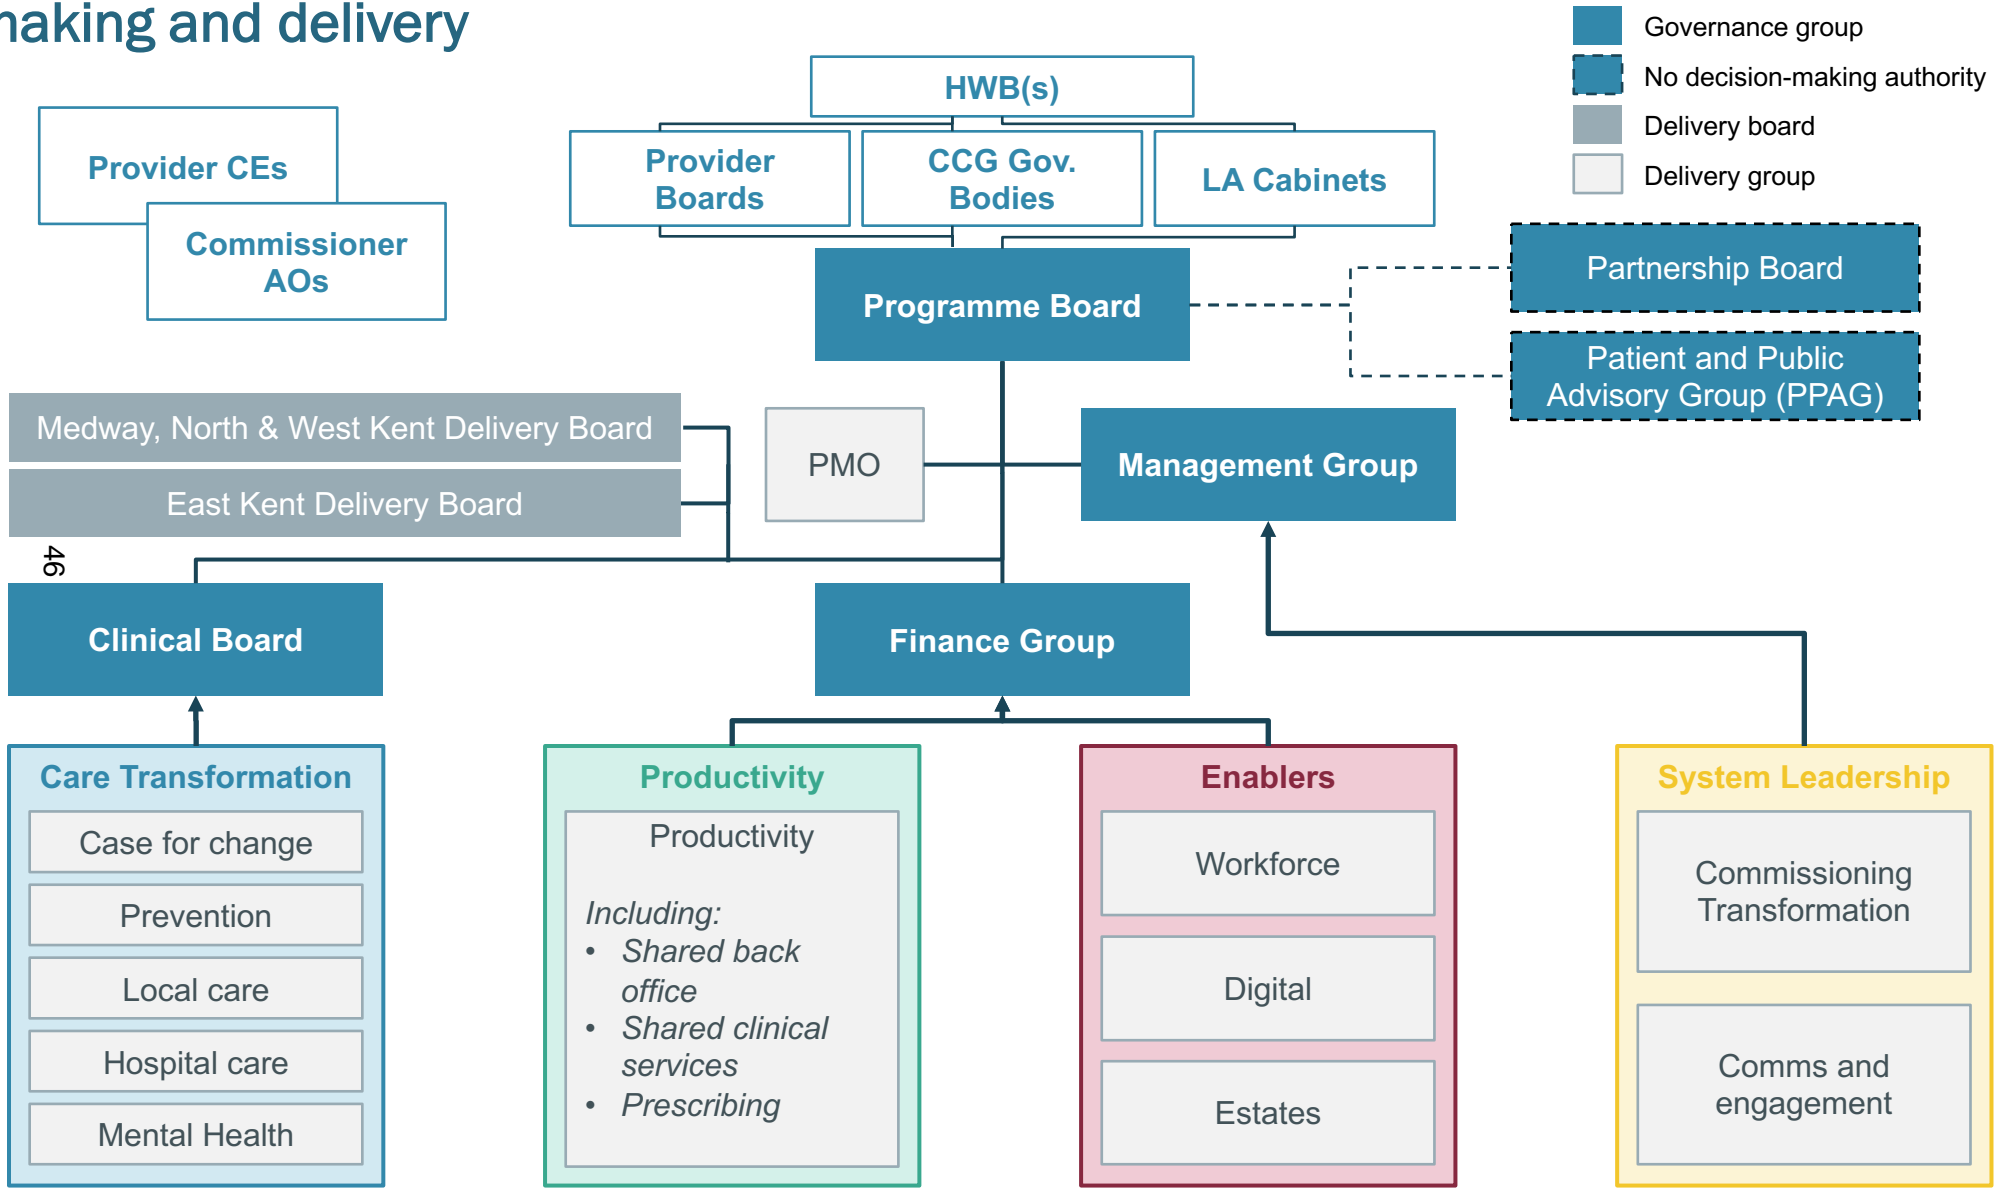 making and delivery
Governance group
No decision-making authority
Delivery board
Delivery group
HWB(s)
Provider CEs
Commissioner
AOs
Provider
Boards
CCG Gov.
Bodies
LA Cabinets
Programme Board
Partnership Board
Patient and Public
Advisory Group (PPAG)
Medway, North & West Kent Delivery Board
East Kent Delivery Board
PMO
Management Group
46
Clinical Board
Finance Group
Care Transformation
Case for change
Prevention
Local care
Hospital care
Mental Health
Productivity
Productivity
Including:
• Shared back
office
• Shared clinical
services
• Prescribing
Enablers
Workforce
Digital
Estates
System Leadership
Commissioning
Transformation
Comms and
engagement